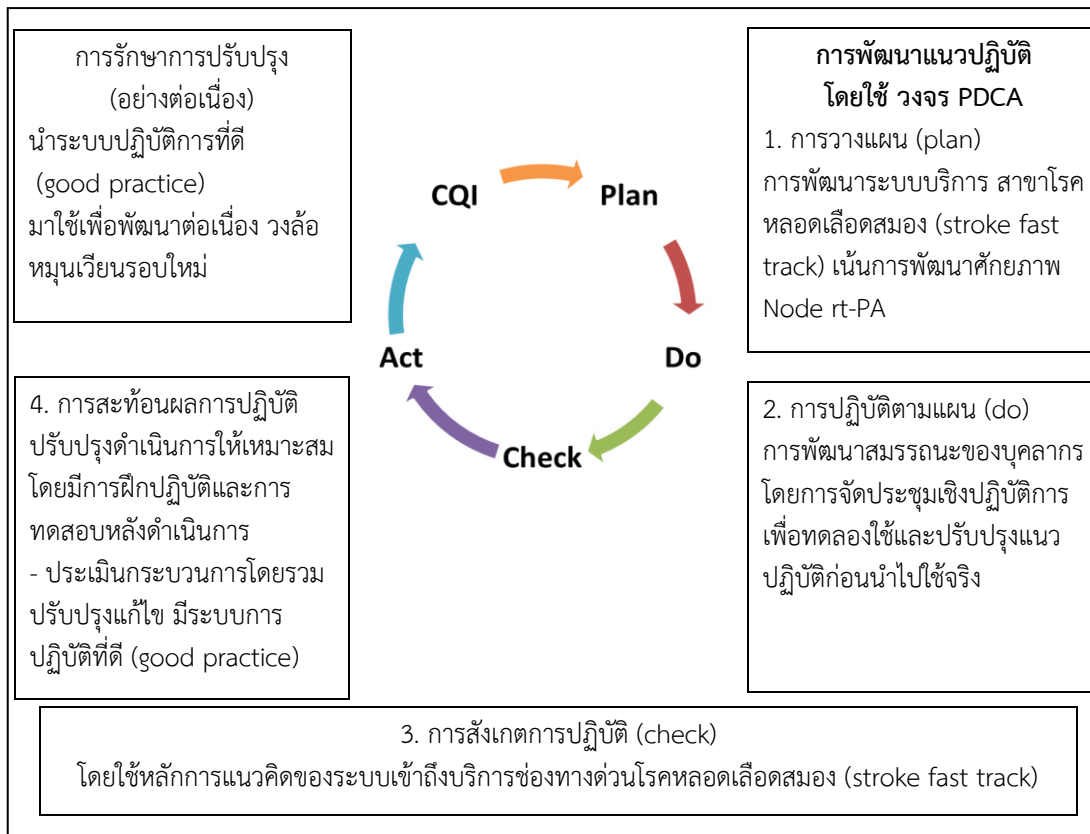 การรักษาการปรับปรุง
(อย่างต่อเนื่อง)
นำระบบปฏิบัติการที่ดี
(good practice)
มาใช้เพื่อพัฒนาต่อเนื่อง วงล้อ
หมุนเวียนรอบใหม่
การพัฒนาแนวปฏิบัติ
โดยใช้ วงจร PDCA
1. การวางแผน (plan)
การพัฒนาระบบบริการ สาขาโรค
หลอดเลือดสมอง (stroke fast
track) เน้นการพัฒนาศักยภาพ
Node rt-PA
CQI
Plan
Act
Do
Check
4. การสะท้อนผลการปฏิบัติ
ปรับปรุงดำเนินการให้เหมาะสม
โดยมีการฝึกปฏิบัติและการ
ทดสอบหลังดำเนินการ
- ประเมินกระบวนการโดยรวม
ปรับปรุงแก้ไข มีระบบการ
ปฏิบัติที่ดี (good practice)
2. การปฏิบัติตามแผน (do)
การพัฒนาสมรรถนะของบุคลากร
โดยการจัดประชุมเชิงปฏิบัติการ
เพื่อทดลองใช้และปรับปรุงแนว
ปฏิบัติก่อนนำไปใช้จริง
3. การสังเกตการปฏิบัติ (check)
โดยใช้หลักการแนวคิดของระบบเข้าถึงบริการช่องทางด่วนโรคหลอดเลือดสมอง (stroke fast track)